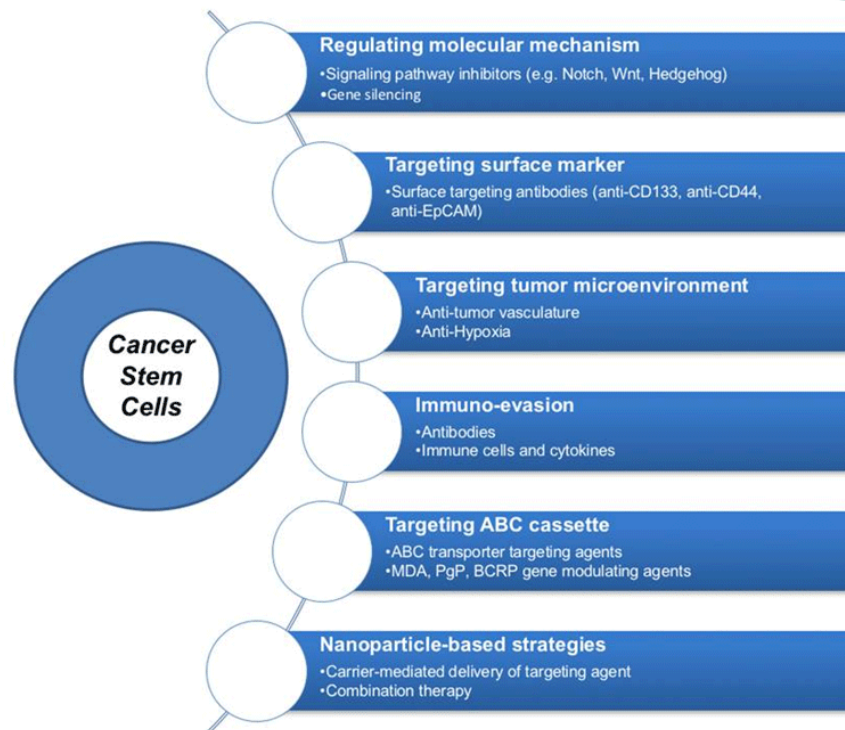 Regulating molecular mechanism
•Signaling pathway inhibitors (e.g. Notch, Wnt, Hedgehog)
•Gene silencing
Targeting surface marker
•Surface targeting antibodies (anti-CD133, anti-CD44,
anti-EpCAM)
Targeting tumor microenvironment
•Anti-tumor vasculature
•Anti-Hypoxia
Cancer
Stem
Cells
Immuno-evasion
•Antibodies
•Immune cells and cytokines
Targeting ABC cassette
•ABC transporter targeting agents
•MDA, PgP, BCRP gene modulating agents
Nanoparticle-based strategies
•Carrier-mediated delivery of targeting agent
•Combination therapy